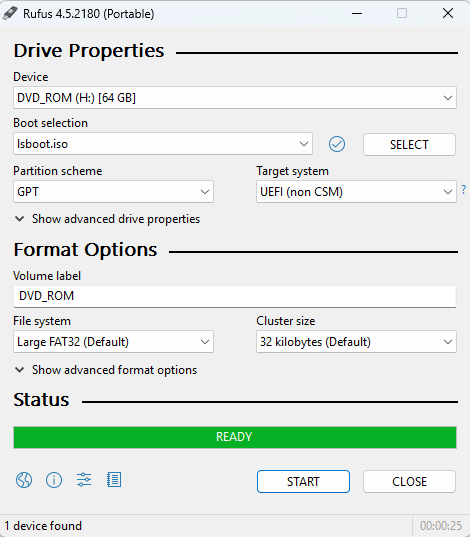 Rufus 4.5.2180 (Portable)
Drive Properties
Device
DVD_ROM (H:) [64 GB]
Boot selection
lsboot.iso
SELECT
Partition scheme
Target system
GPT
UEFI (non CSM)
?
Show advanced drive properties
Format Options
Volume label
DVD_ROM
File system
Cluster size
Large FAT32 (Default)
32 kilobytes (Default)
Show advanced format options
Status
READY
START
CLOSE
1 device found
00:00:25